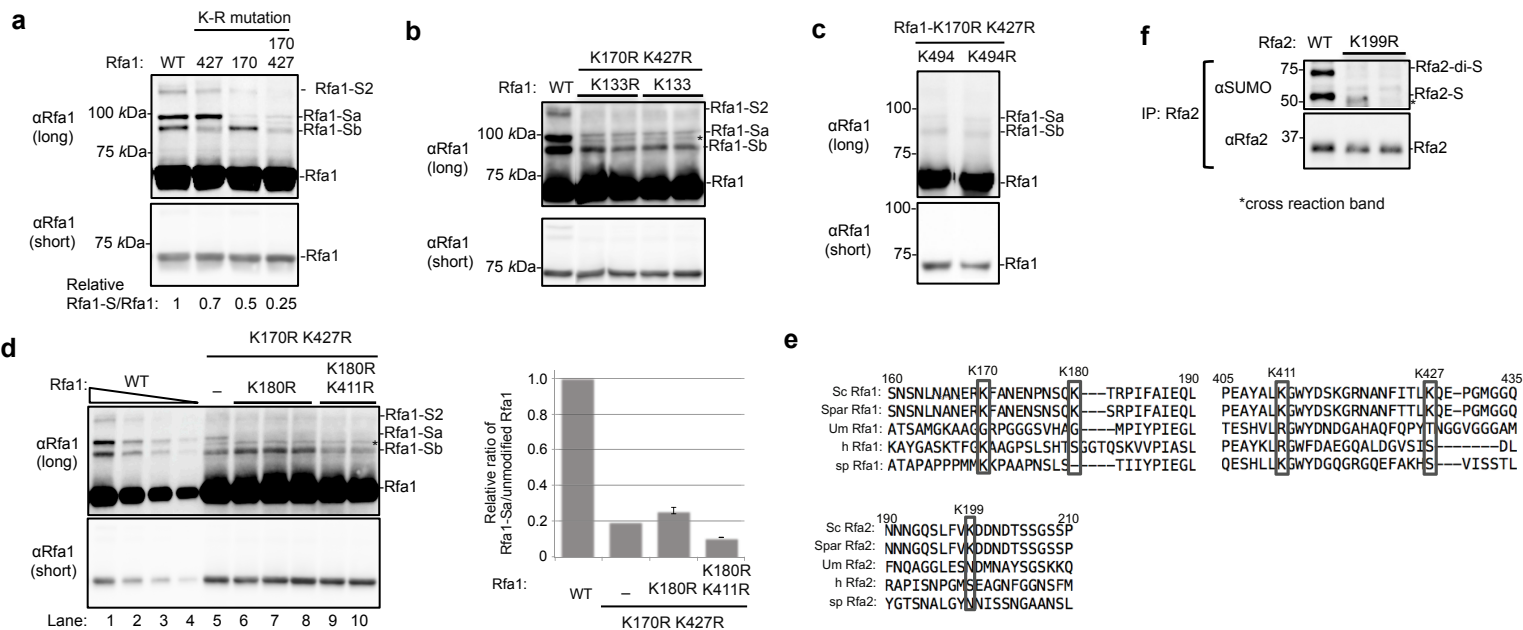 a
K-R mutation
170
Rfa1: WT 427 170 427
Rfa1-S2
100 kDa
Rfa1-Sa
Rfa1-Sb
αRfa1
(long)
75 kDa
Rfa1
αRfa1
(short)
75 kDa
Rfa1
Relative
Rfa1-S/Rfa1: 1 0.7 0.5 0.25
b
K170R K427R
Rfa1: WT K133R K133
Rfa1-S2
100 kDa
Rfa1-Sa
*
Rfa1-Sb
αRfa1
(long)
75 kDa
Rfa1
αRfa1
(short)
75 kDa
c
Rfa1-K170R K427R
K494 K494R
100
Rfa1-Sa
Rfa1-Sb
αRfa1
(long)
75
Rfa1
100
αRfa1
(short)
75
Rfa1
f
Rfa2: WT K199R
75
Rfa2-di-S
αSUMO
Rfa2-S
50
*
IP: Rfa2
37
αRfa2
Rfa2
*cross reaction band
d
K170R K427R
K180R
Rfa1: WT – K180R K411R
Rfa1-S2
Rfa1-Sa
*
Rfa1-Sb
αRfa1
(long)
Rfa1
αRfa1
(short)
Lane: 1 2 3 4 5 6 7 8 9 10
Relative ratio of
Rfa1-Sa/unmodified Rfa1
1.0
0.8
0.6
0.4
0.2
0
K180R
Rfa1: WT – K180R K411R
K170R K427R
e
160 K170 K180 190
Sc Rfa1: SNSNLNANERKFANENPNSQK----TRPIFAIEQL
Spar Rfa1: SNSNLNANERKFANENSNSQK----SRPIFAIEQL
Um Rfa1: ATSAMGKAAGGRPGGGSVHAG----MPIYPIEGL
h Rfa1: KAYGASKTFGKAAGPSLSHTSGGTQSKVVPIASL
sp Rfa1: ATAPAPPPMMKKPAAPNSLS-----TIIYPIEGL
405 K411 K427 435
PEAYALKGWYDSKGRNANFITLKQE-PGMGGQ
PEAYALKGWYDSKGRNANFTTLKQE-PGMGGQ
TESHVLRGWYDNDGAHAQFQPYTNGGVGGGAM
PEAYKLRGWFDAEGQALDGVSIS-------DL
QESHLLKGWYDGQGRGQEFAKHS---VISSTL
190 K199 210
Sc Rfa2: NNNGQSLFVKDDNDTSSGSSP
Spar Rfa2: NNNGQSLFVKDDNDTSSGSSP
Um Rfa2: FNQAGGLESNDMNAYSGSKKQ
h Rfa2: RAPISNPGMSEAGNFGGNSFM
sp Rfa2: YGTSNALGYNNISSNGAANSL